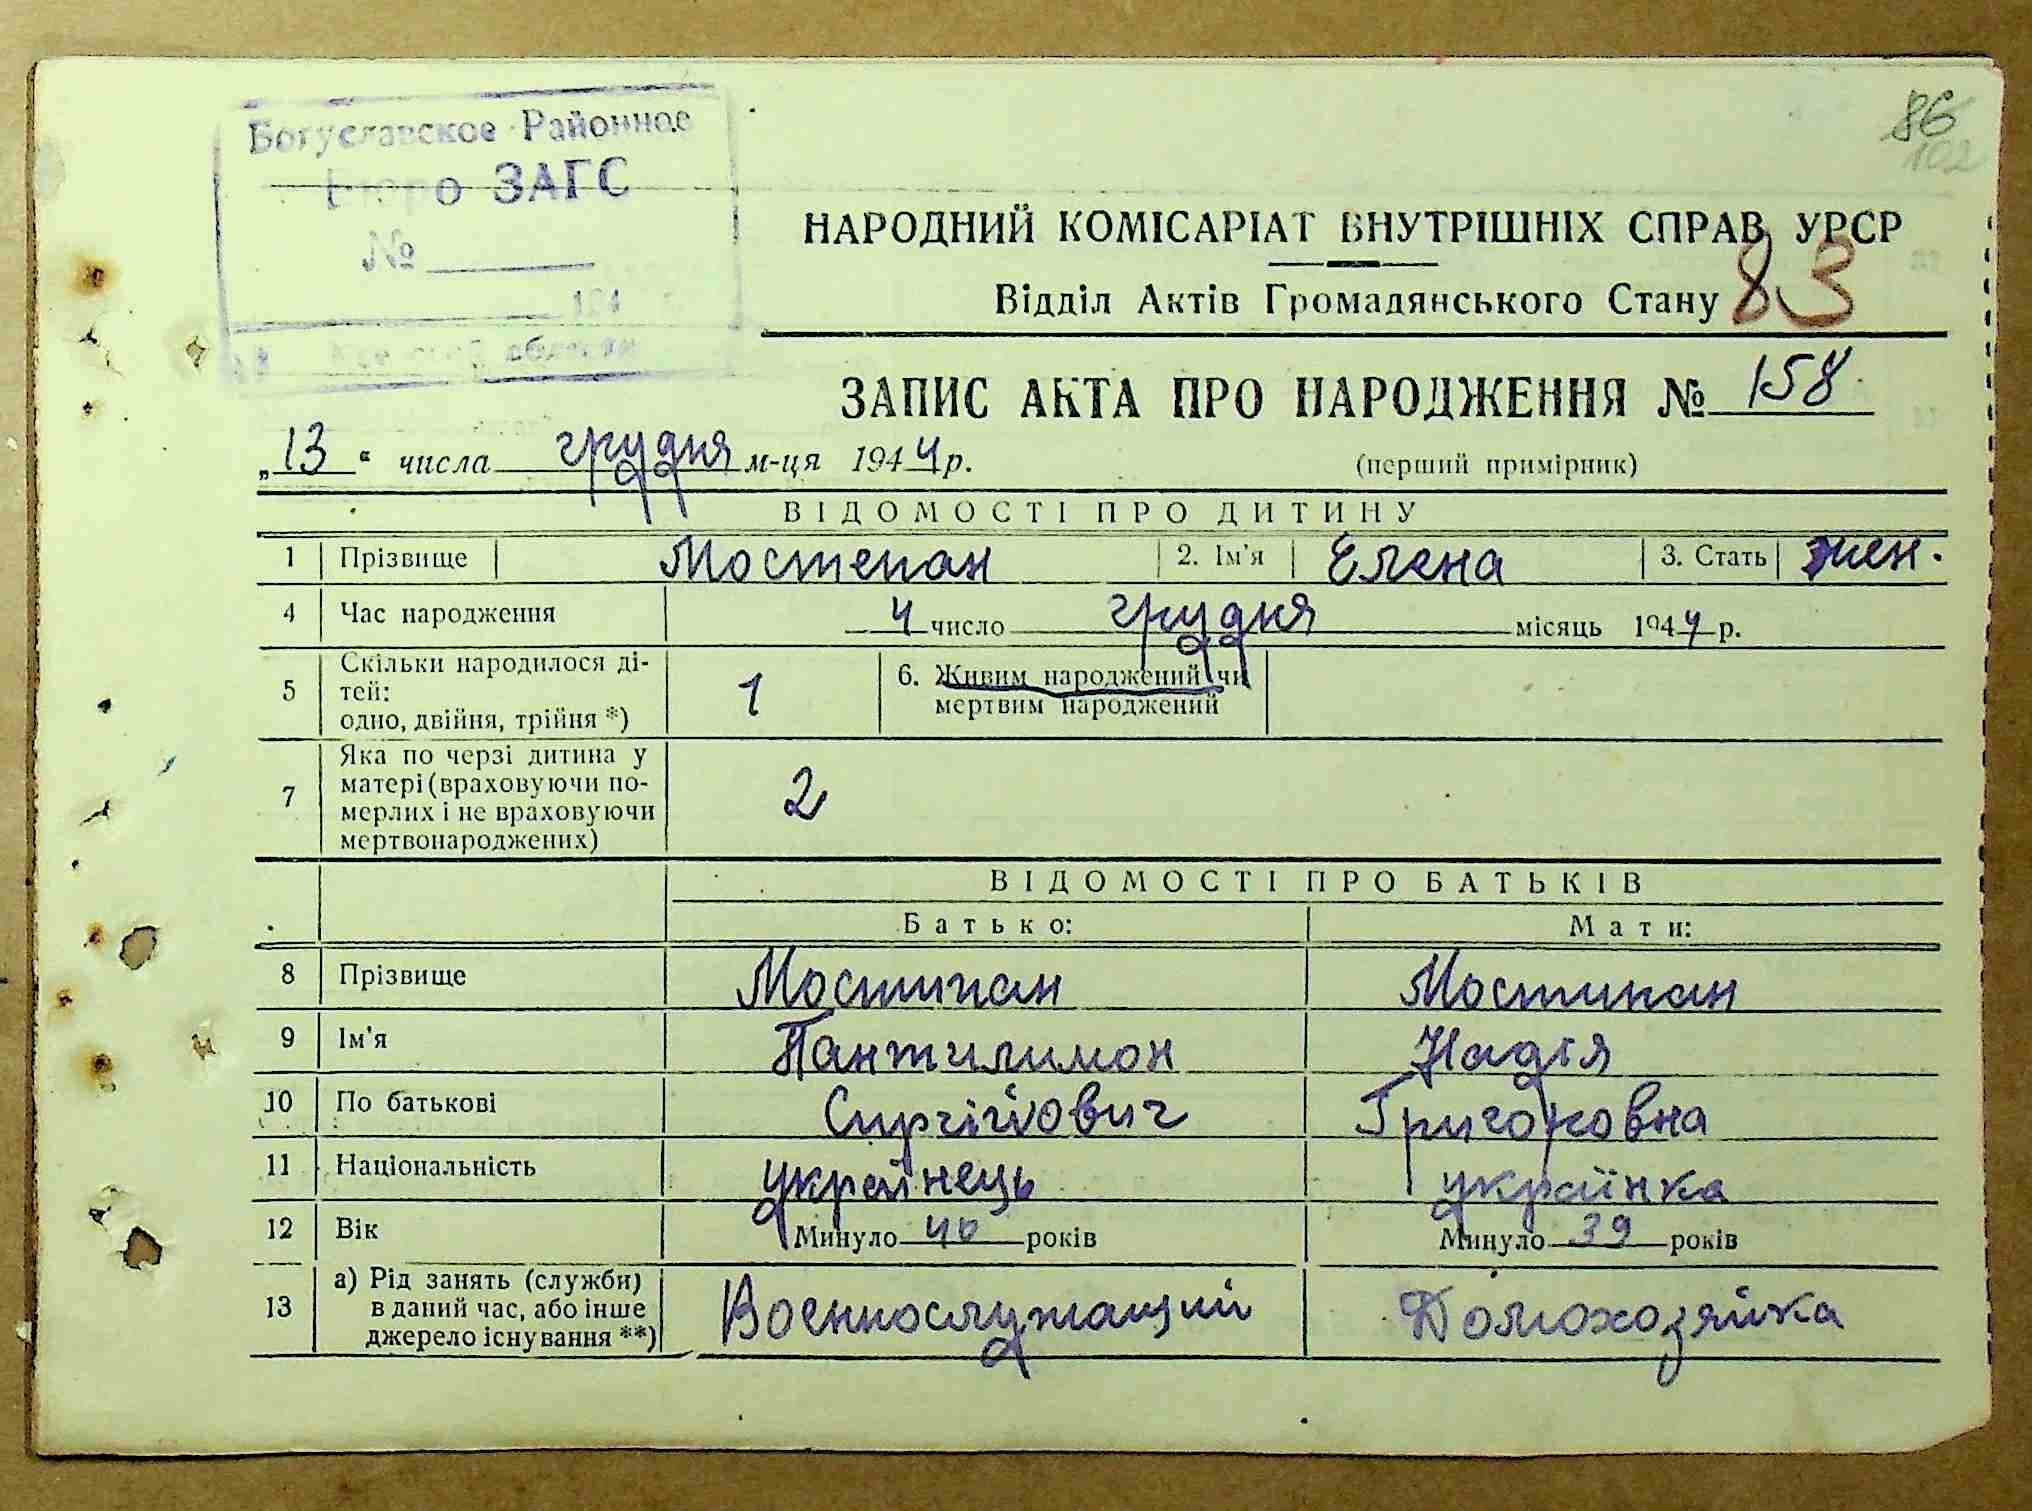 86
102
Богуславское Районное
бюро ЗАГС
№
194
области
НАРОДНИЙ КОМІСАРІАТ ВНУТРІШНІХ СПРАВ УРСР
83
Відділ Актів Громадянського Стану
ЗАПИС АКТА ПРО НАРОДЖЕННЯ № 158
„13“ числа грудня м-ця 1944 р.
(перший примірник)
ВІДОМОСТІ ПРО ДИТИНУ
1 Прізвище Мостепан 2. Ім'я Елена 3. Стать жен.
4 Час народження 4 число грудня місяць 1944 р.
5 Скільки народилося ді-
тей:
одно, двійня, трійня *) 1
6. Живим народжений чи
мертвим народжений
7 Яка по черзі дитина у
матері (враховуючи по-
мерлих і не враховуючи
мертвонароджених) 2
ВІДОМОСТІ ПРО БАТЬКІВ
Батько: Мати:
8 Прізвище Мостипан Мостипан
9 Ім'я Пантилимон Надія
10 По батькові Сиргійович Григоровна
11 Національність українець українка
12 Вік Минуло 40 років Минуло 39 років
13 а) Рід занять (служби)
в даний час, або інше
джерело існування **) Военнослужащий Домохозяйка